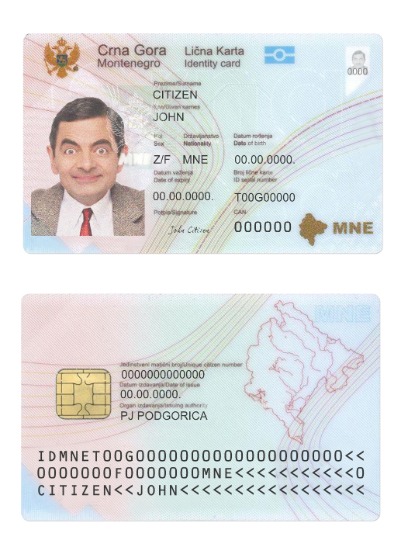 Crna Gora Lična Karta
Montenegro Identity card
0000
Prezime/Surname
CITIZEN
Ime/Given names
JOHN
Pol Državljanstvo Datum rođenja
Sex Nationality Date of birth
Z/F MNE 00.00.0000.
Datum važenja Broj lične karte
Date of expiry ID serial number
00.00.0000. T00G00000
Potpis/Signature CAN
John Citizen 000000 MNE
MNE
Jedinstveni matični broj/Unique citizen number
0000000000000
Datum izdavanja/Date of issue
00.00.0000.
Organ izdavanja/Issuing authority
PJ PODGORICA
IDMNET00G0000000000000000000<<
0000000F0000000MNE<<<<<<<<<<<0
CITIZEN<<JOHN<<<<<<<<<<<<<<<<<